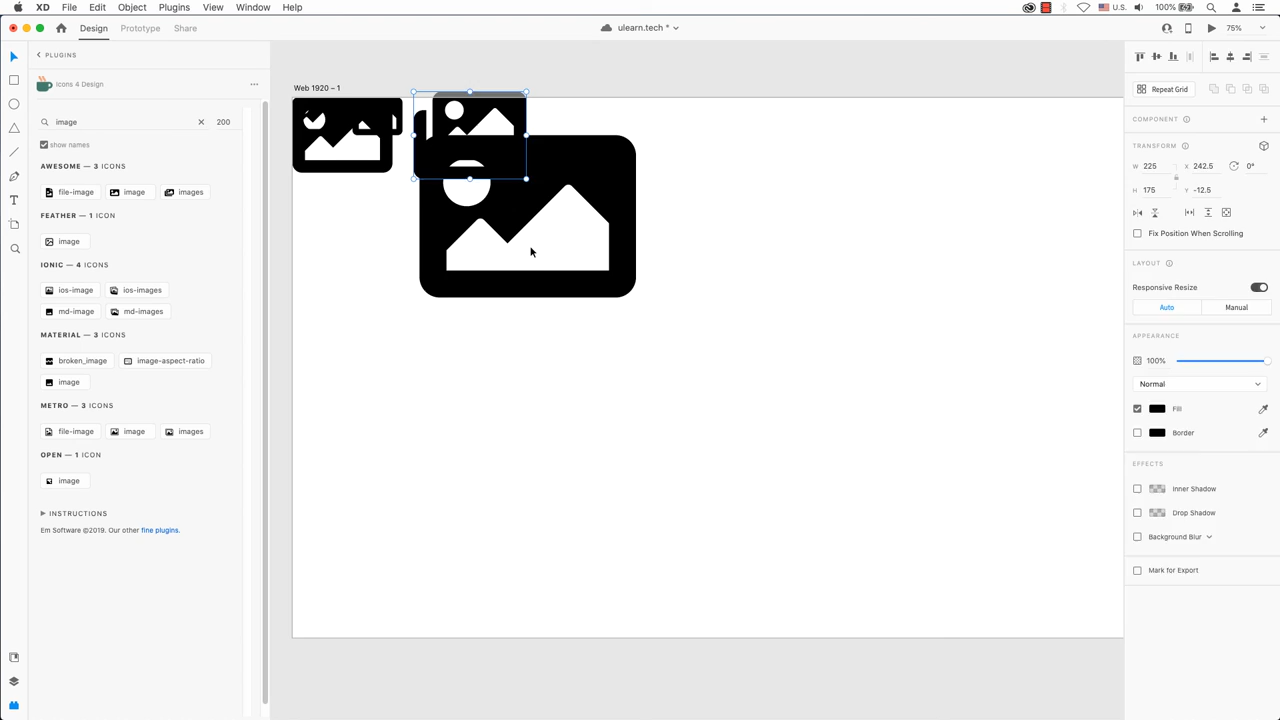 XD File Edit Object Plugins View Window Help U.S. 100%
Design Prototype Share ulearn.tech * 75%
PLUGINS
Icons 4 Design
image 200
show names
AWESOME — 3 ICONS
file-image image images
FEATHER — 1 ICON
image
IONIC — 4 ICONS
ios-image ios-images
md-image md-images
MATERIAL — 3 ICONS
broken_image image-aspect-ratio
image
METRO — 3 ICONS
file-image image images
OPEN — 1 ICON
image
INSTRUCTIONS
Em Software ©2019. Our other fine plugins.
Web 1920 – 1
Repeat Grid
COMPONENT
TRANSFORM
W 225 X 242.5 0°
H 175 Y -12.5
Fix Position When Scrolling
LAYOUT
Responsive Resize
Auto Manual
APPEARANCE
100%
Normal
Fill
Border
EFFECTS
Inner Shadow
Drop Shadow
Background Blur
Mark for Export